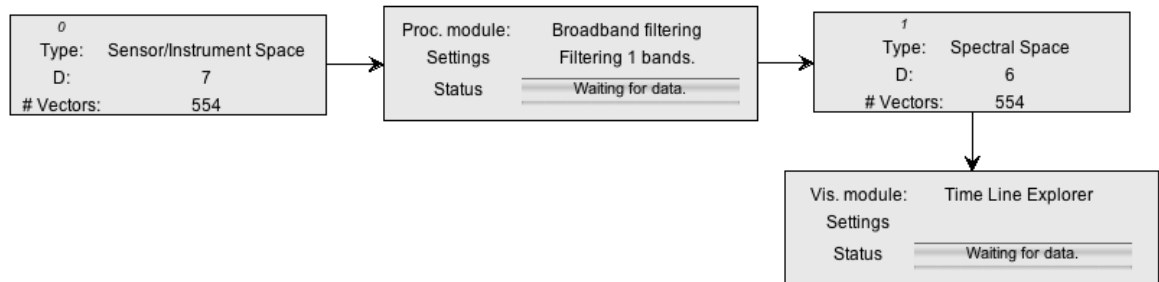 0
Type: Sensor/Instrument Space
D: 7
# Vectors: 554
Proc. module: Broadband filtering
Settings Filtering 1 bands.
Status Waiting for data.
1
Type: Spectral Space
D: 6
# Vectors: 554
Vis. module: Time Line Explorer
Settings
Status Waiting for data.